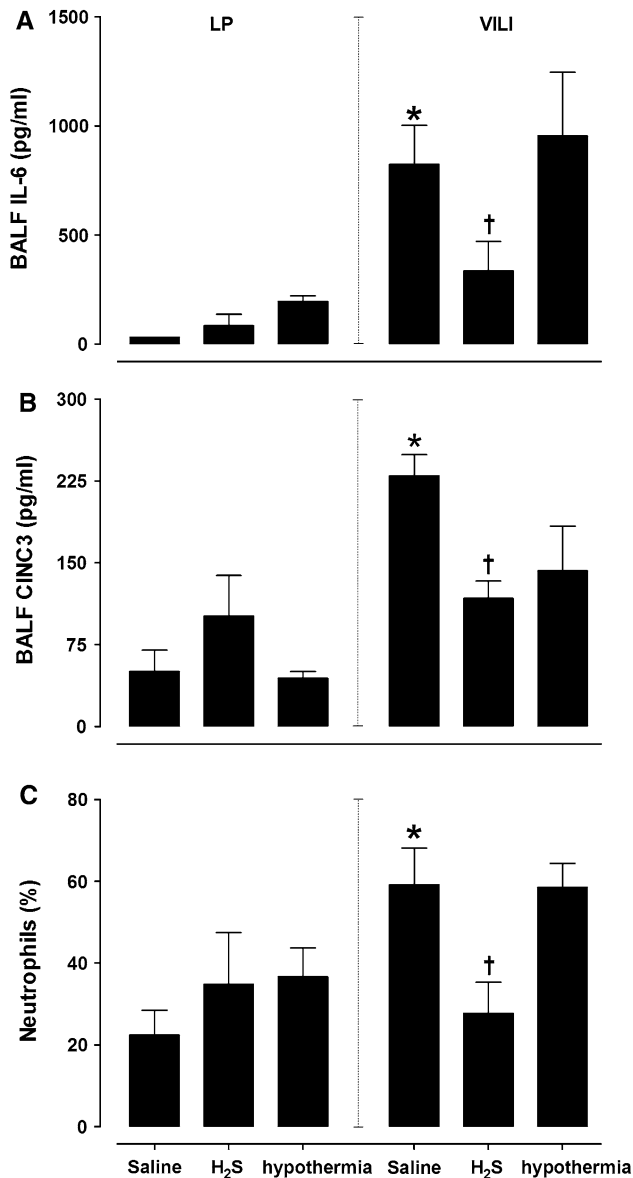 A
LP VILI
BALF IL-6 (pg/ml)
1500
1000
500
0
*
†
B
BALF CINC3 (pg/ml)
300
225
150
75
0
*
†
C
Neutrophils (%)
80
60
40
20
0
*
†
Saline H₂S hypothermia Saline H₂S hypothermia